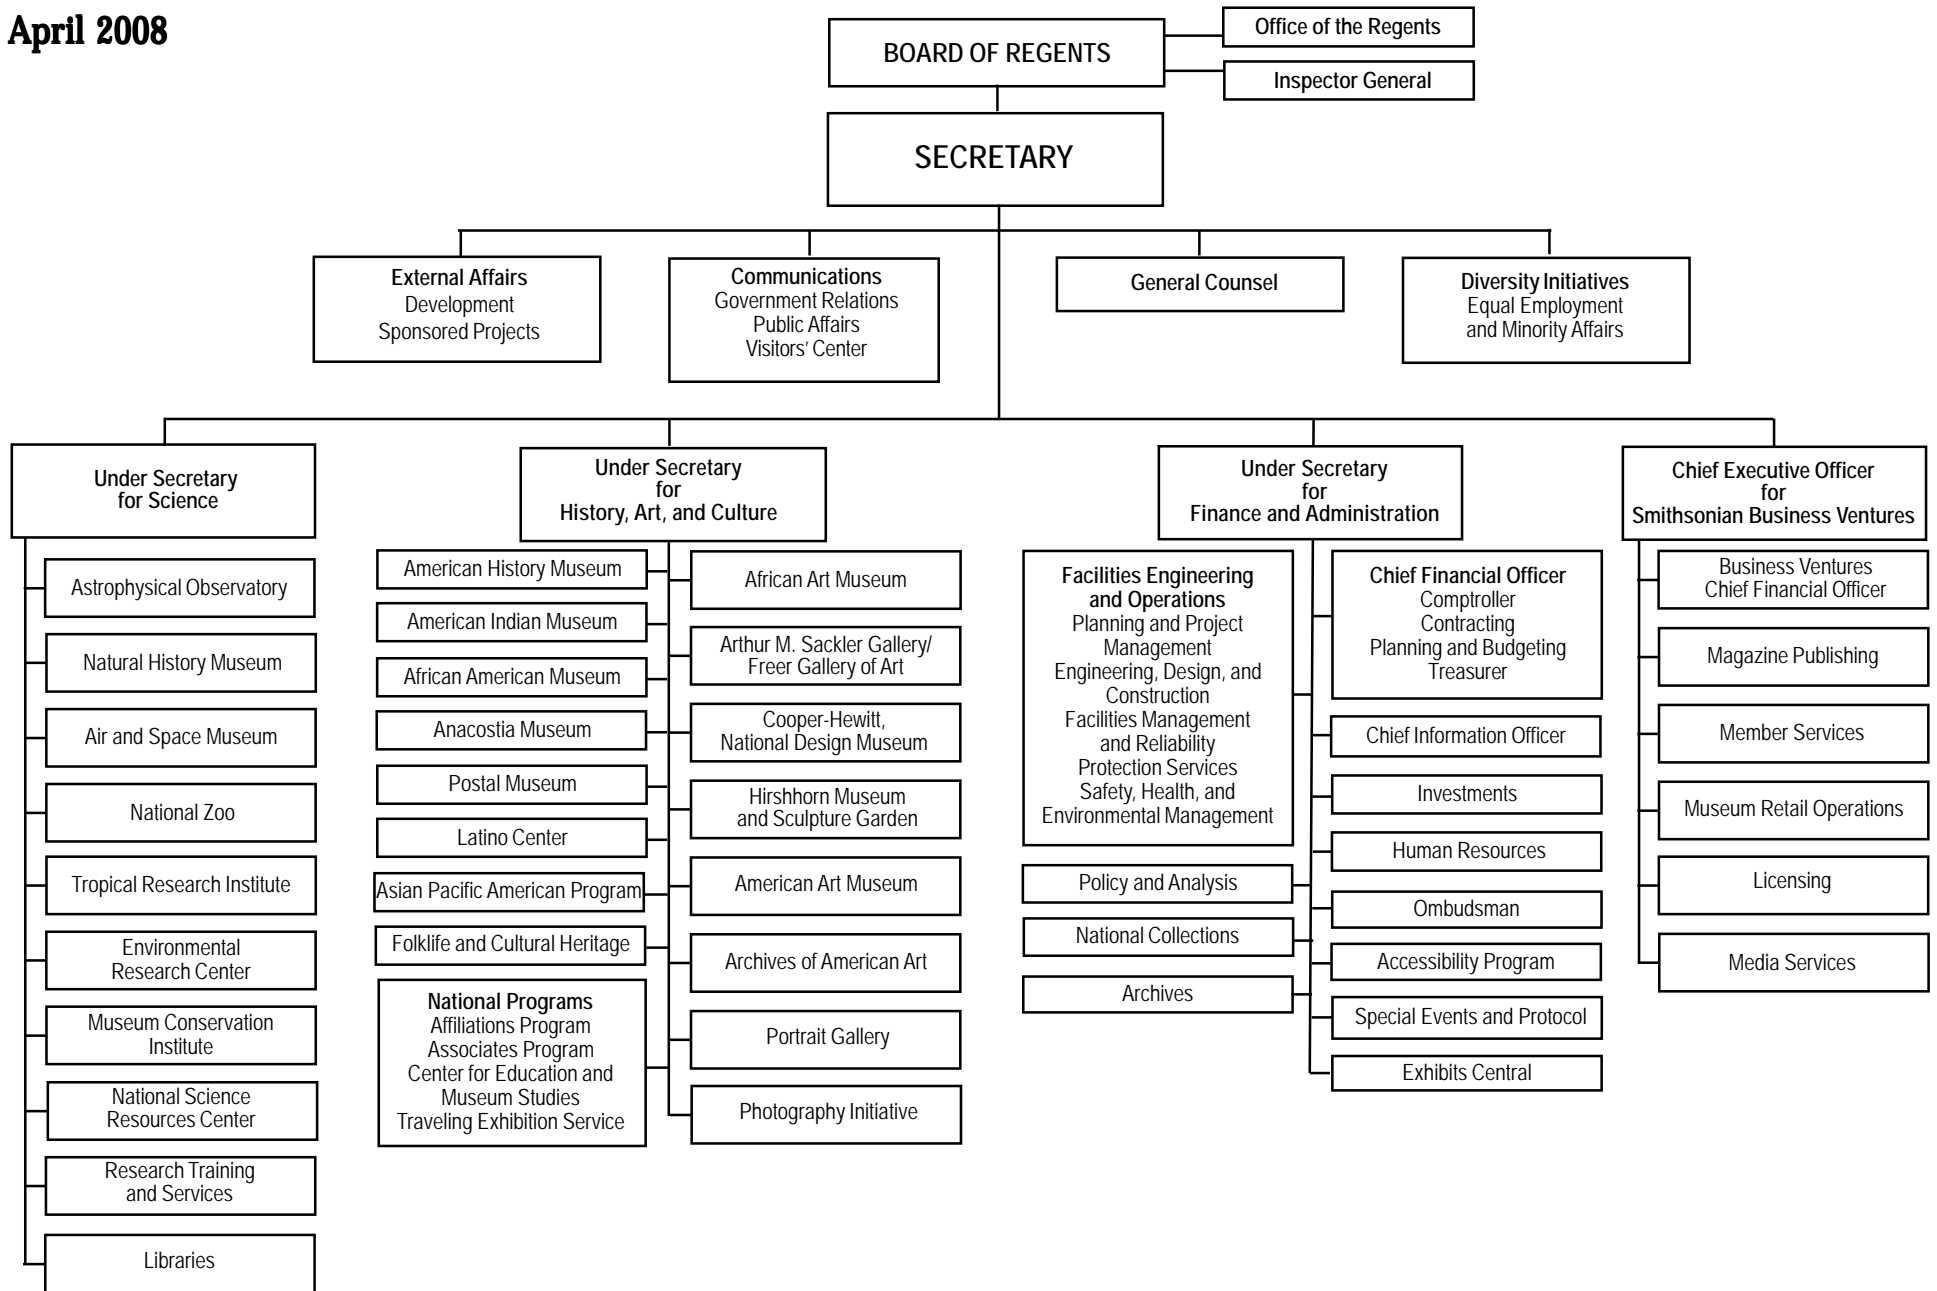 April 2008
BOARD OF REGENTS
Office of the Regents
Inspector General
SECRETARY
External Affairs
Development
Sponsored Projects
Communications
Government Relations
Public Affairs
Visitors' Center
General Counsel
Diversity Initiatives
Equal Employment
and Minority Affairs
Under Secretary
for Science
Astrophysical Observatory
Natural History Museum
Air and Space Museum
National Zoo
Tropical Research Institute
Environmental
Research Center
Museum Conservation
Institute
National Science
Resources Center
Research Training
and Services
Libraries
Under Secretary
for
History, Art, and Culture
American History Museum
American Indian Museum
African American Museum
Anacostia Museum
Postal Museum
Latino Center
Asian Pacific American Program
Folklife and Cultural Heritage
National Programs
Affiliations Program
Associates Program
Center for Education and
Museum Studies
Traveling Exhibition Service
African Art Museum
Arthur M. Sackler Gallery/
Freer Gallery of Art
Cooper-Hewitt,
National Design Museum
Hirshhorn Museum
and Sculpture Garden
American Art Museum
Archives of American Art
Portrait Gallery
Photography Initiative
Under Secretary
for
Finance and Administration
Facilities Engineering
and Operations
Planning and Project
Management
Engineering, Design, and
Construction
Facilities Management
and Reliability
Protection Services
Safety, Health, and
Environmental Management
Policy and Analysis
National Collections
Archives
Chief Financial Officer
Comptroller
Contracting
Planning and Budgeting
Treasurer
Chief Information Officer
Investments
Human Resources
Ombudsman
Accessibility Program
Special Events and Protocol
Exhibits Central
Chief Executive Officer
for
Smithsonian Business Ventures
Business Ventures
Chief Financial Officer
Magazine Publishing
Member Services
Museum Retail Operations
Licensing
Media Services